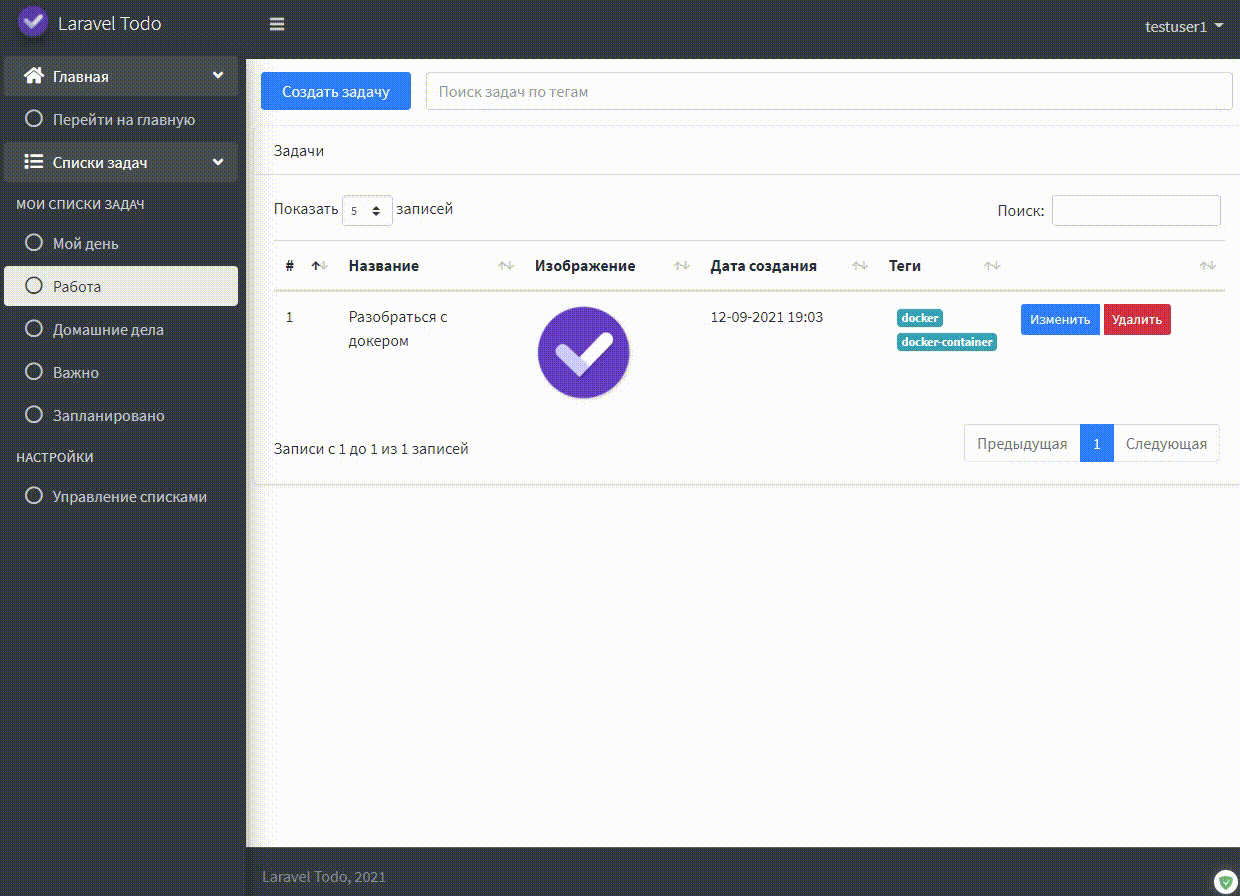 Laravel Todo
testuser1
Главная
Перейти на главную
Списки задач
МОИ СПИСКИ ЗАДАЧ
Мой день
Работа
Домашние дела
Важно
Запланировано
НАСТРОЙКИ
Управление списками
Создать задачу
Поиск задач по тегам
Задачи
Показать 5 записей
Поиск:
# Название Изображение Дата создания Теги
1 Разобраться с 12-09-2021 19:03 docker Изменить Удалить
докером docker-container
Записи с 1 до 1 из 1 записей
Предыдущая 1 Следующая
Laravel Todo, 2021